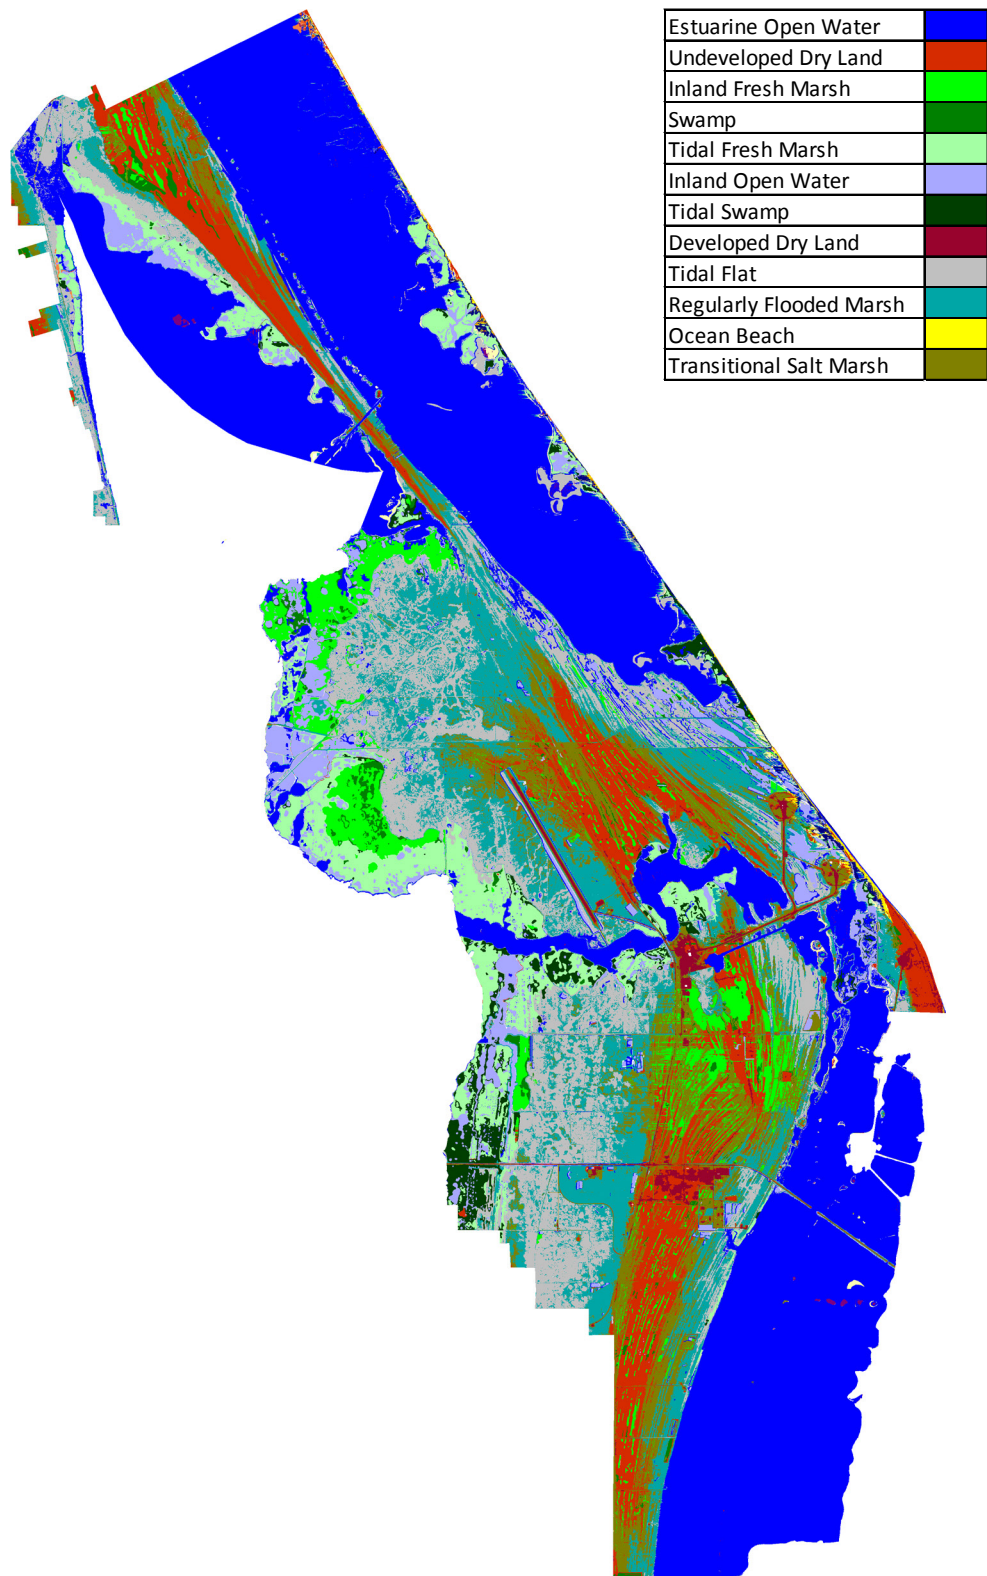 Estuarine Open Water
Undeveloped Dry Land
Inland Fresh Marsh
Swamp
Tidal Fresh Marsh
Inland Open Water
Tidal Swamp
Developed Dry Land
Tidal Flat
Regularly Flooded Marsh
Ocean Beach
Transitional Salt Marsh